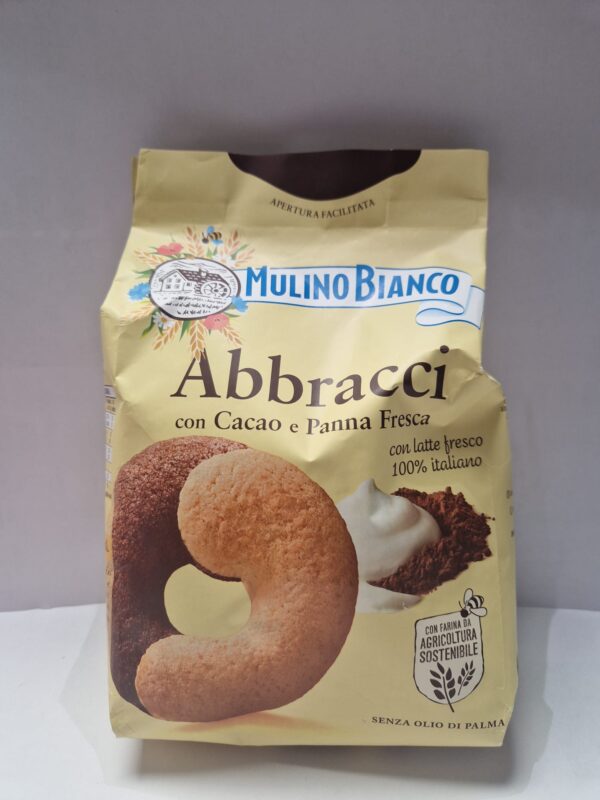 APERTURA FACILITATA
MULINO BIANCO
Abbracci
con Cacao e Panna Fresca
con latte fresco
100% italiano
CON FARINA DA
AGRICOLTURA
SOSTENIBILE
SENZA OLIO DI PALMA